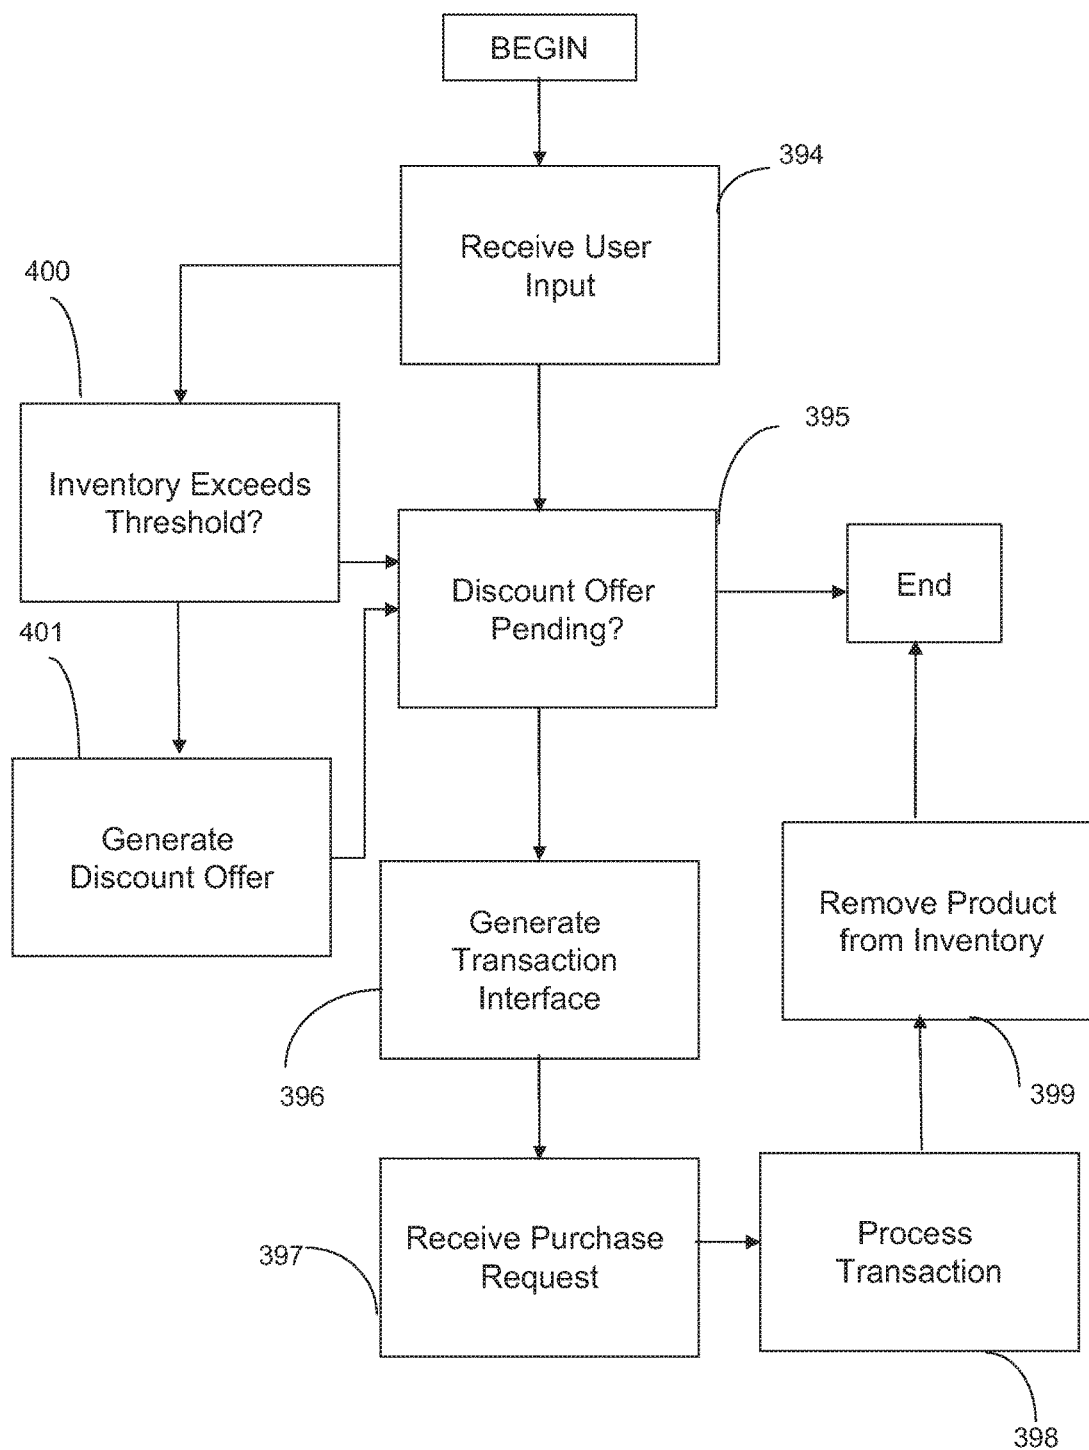 BEGIN
394
Receive User
Input
400
395
Inventory Exceeds
Threshold?
Discount Offer
Pending?
End
401
Generate
Discount Offer
Generate
Transaction
Interface
Remove Product
from Inventory
396
399
397
Receive Purchase
Request
Process
Transaction
398